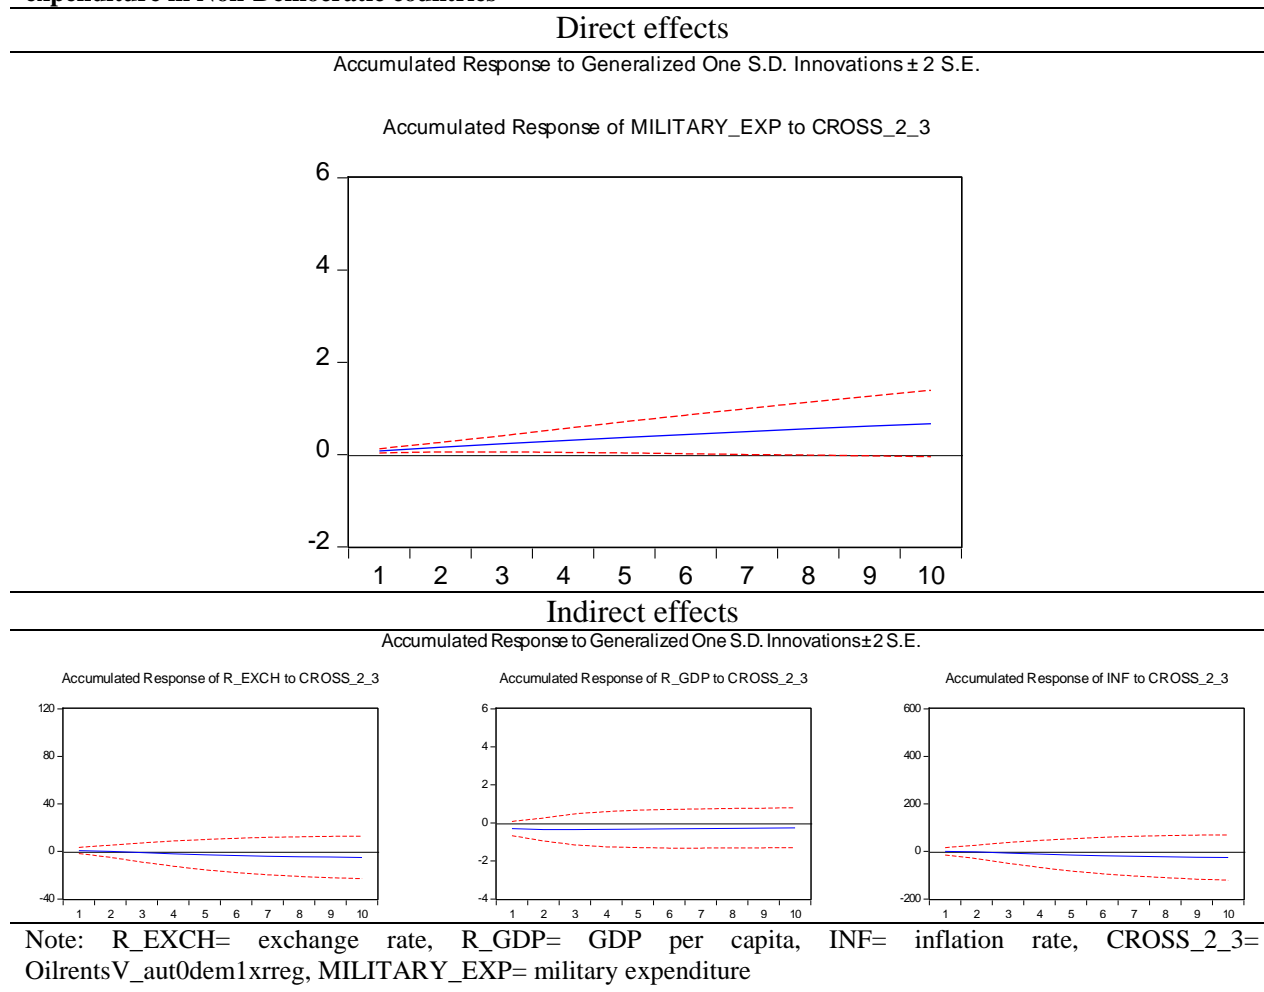 expenditure in Non-Democratic countries
Direct effects
Accumulated Response to Generalized One S.D. Innovations ± 2 S.E.
Accumulated Response of MILITARY_EXP to CROSS_2_3
6
4
2
0
-2
1 2 3 4 5 6 7 8 9 10
Indirect effects
Accumulated Response to Generalized One S.D. Innovations ± 2 S.E.
Accumulated Response of R_EXCH to CROSS_2_3
120
80
40
0
-40
1 2 3 4 5 6 7 8 9 10
Accumulated Response of R_GDP to CROSS_2_3
6
4
2
0
-2
-4
1 2 3 4 5 6 7 8 9 10
Accumulated Response of INF to CROSS_2_3
600
400
200
0
-200
1 2 3 4 5 6 7 8 9 10
Note: R_EXCH= exchange rate, R_GDP= GDP per capita, INF= inflation rate, CROSS_2_3=
OilrentsV_aut0dem1xrreg, MILITARY_EXP= military expenditure